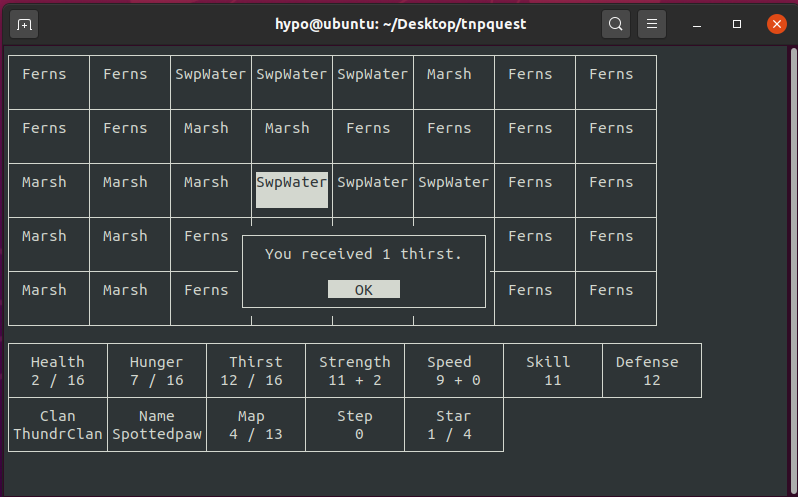 hypo@ubuntu: ~/Desktop/tnpquest
Ferns Ferns SwpWater SwpWater SwpWater Marsh Ferns Ferns
Ferns Ferns Marsh Marsh Ferns Ferns Ferns Ferns
Marsh Marsh Marsh SwpWater SwpWater SwpWater Ferns Ferns
Marsh Marsh Ferns Ferns Ferns
You received 1 thirst.
OK
Marsh Marsh Ferns Ferns Ferns
Health Hunger Thirst Strength Speed Skill Defense
2 / 16 7 / 16 12 / 16 11 + 2 9 + 0 11 12
Clan Name Map Step Star
ThundrClan Spottedpaw 4 / 13 0 1 / 4